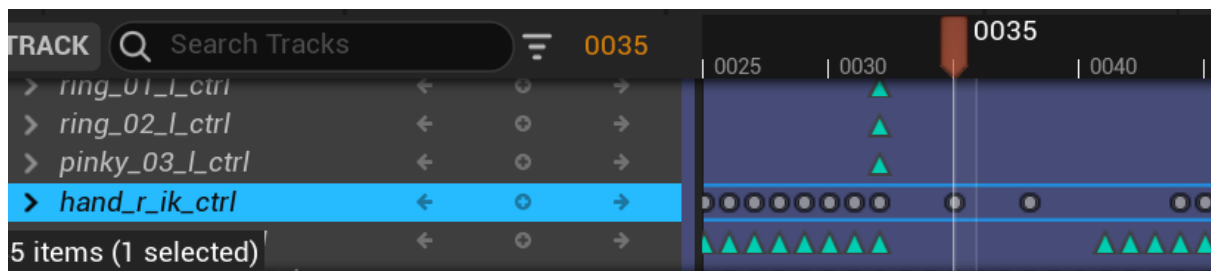 TRACK Search Tracks 0035 0035
0025 0030 0040
ring_01_l_ctrl
ring_02_l_ctrl
pinky_03_l_ctrl
hand_r_ik_ctrl
5 items (1 selected)